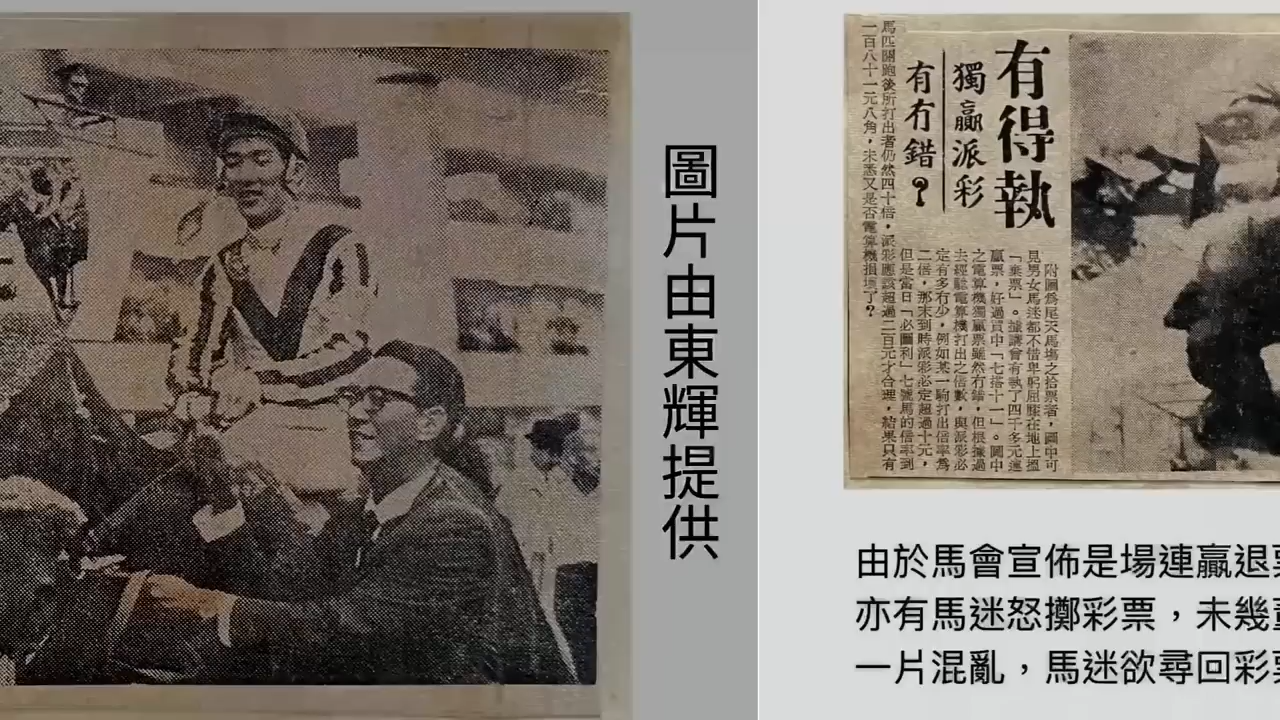 圖片由東輝提供
有得執
獨贏派彩
有冇錯？
附圖為尾天馬場之拾票者，圖中可
見男女馬迷都不惜卑躬屈膝在地上搵
「棄票」。據講曾有執了四千多元連
贏票，好過買中「七搭十一」。圖中
之電算機獨贏票雖然冇錯，但根據過
去經驗電算機打出之倍數，與派彩必
定有多冇少，例如某一駒打出倍率為
二倍，那末到時派彩必定超過十元，
但是當日「必勝利」七號馬的倍率到
馬匹開跑後所打出者仍然四十倍，派彩應該超過二百元才合理，結果只有
一百八十一元八角，未悉又是否電算機損壞了？
由於馬會宣佈是場連贏退
亦有馬迷怒擲彩票，未幾
一片混亂，馬迷欲尋回彩